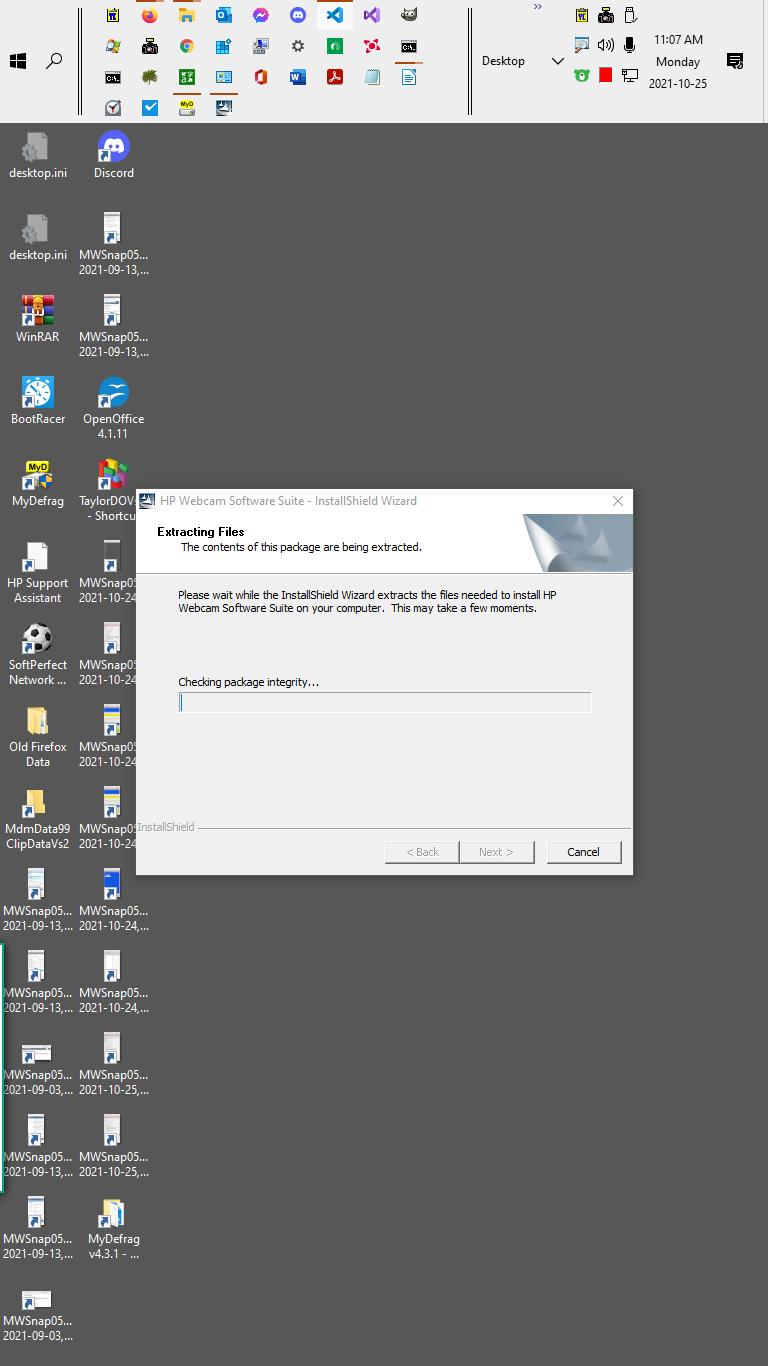 »
Desktop
11:07 AM
Monday
2021-10-25
desktop.ini
Discord
desktop.ini
MWSnap05...
2021-09-13,...
WinRAR
MWSnap05...
2021-09-13,...
BootRacer
OpenOffice
4.1.11
MyD
MyDefrag
TaylorDOVs
- Shortcu
HP Support
Assistant
MWSnap05
2021-10-24
SoftPerfect
Network ...
MWSnap05
2021-10-24
Old Firefox
Data
MWSnap05
2021-10-24
MdmData99
ClipDataVs2
MWSnap05
2021-10-24
MWSnap05...
2021-09-13,...
MWSnap05...
2021-10-24,...
MWSnap05...
2021-09-13,...
MWSnap05...
2021-10-24,...
MWSnap05...
2021-09-03,...
MWSnap05...
2021-10-25,...
MWSnap05...
2021-09-13,...
MWSnap05...
2021-10-25,...
MWSnap05...
2021-09-13,...
MyDefrag
v4.3.1 - ...
MWSnap05...
2021-09-03,...
HP Webcam Software Suite - InstallShield Wizard
Extracting Files
The contents of this package are being extracted.
Please wait while the InstallShield Wizard extracts the files needed to install HP
Webcam Software Suite on your computer. This may take a few moments.
Checking package integrity...
InstallShield
< Back
Next >
Cancel